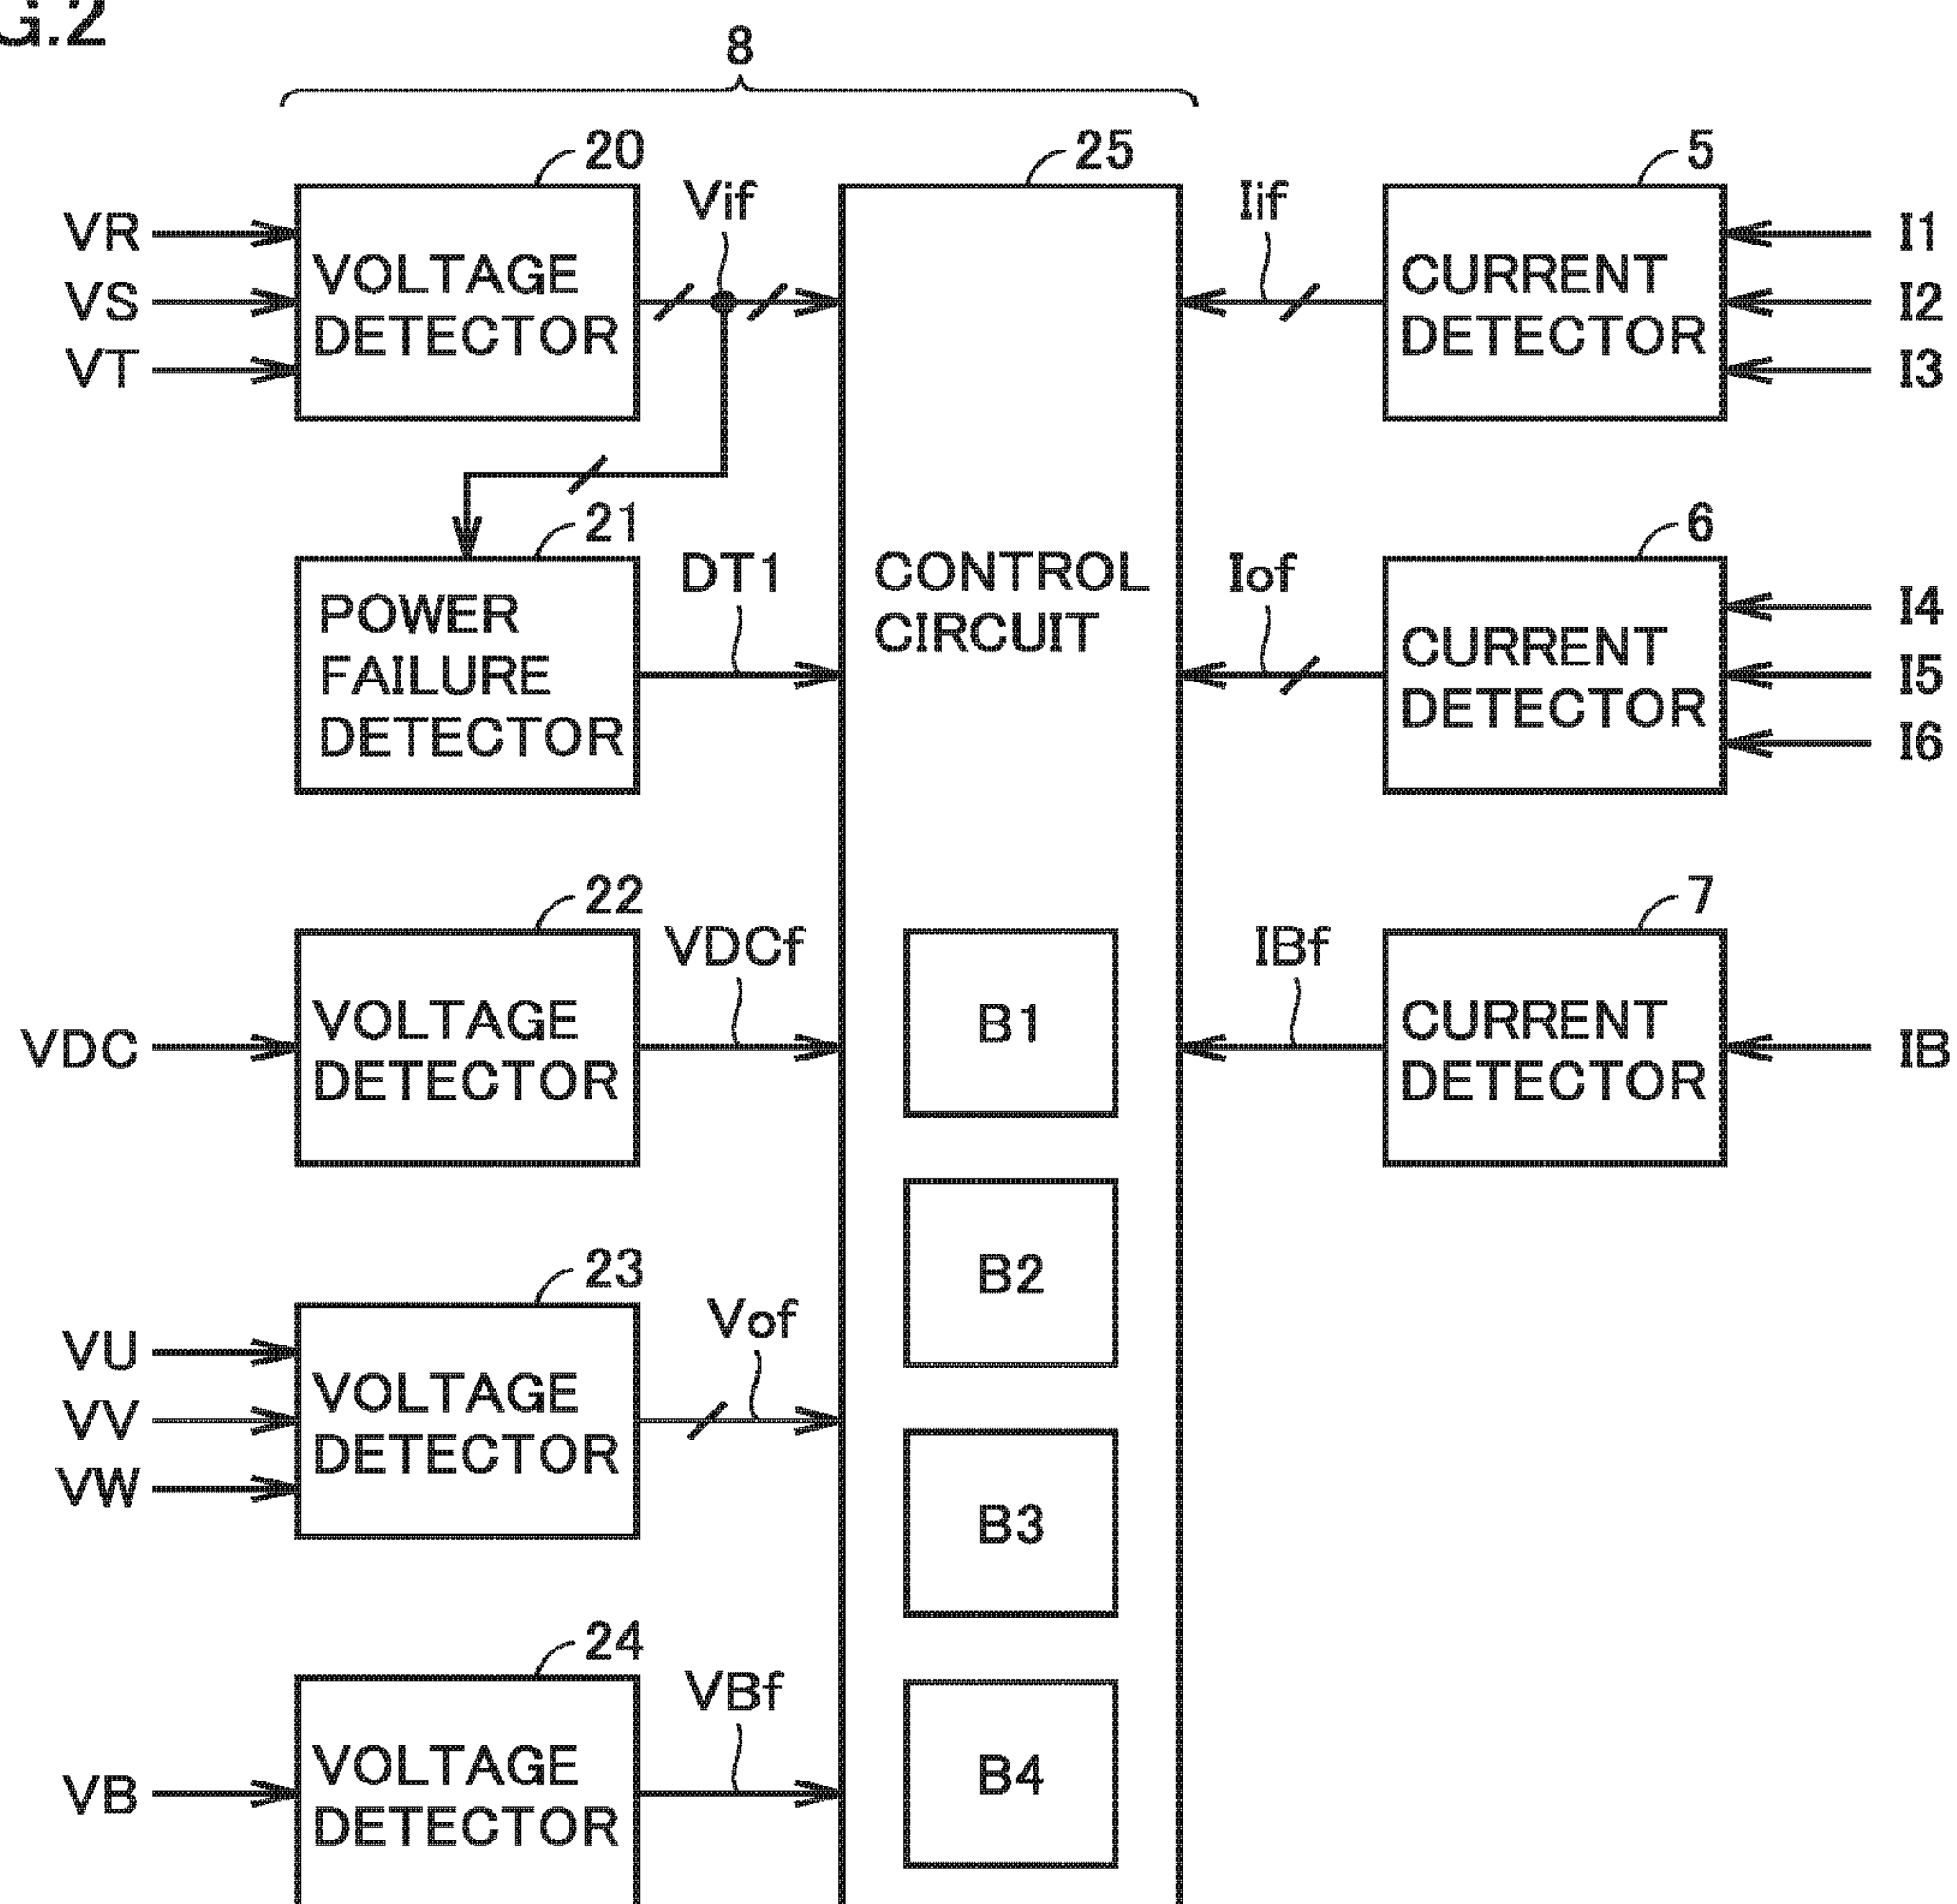 G.2
8
20
Vif
25
Iif
5
VR
VS
VT
VOLTAGE
DETECTOR
CURRENT
DETECTOR
I1
I2
I3
21
DT1
POWER
FAILURE
DETECTOR
CONTROL
CIRCUIT
Iof
6
CURRENT
DETECTOR
I4
I5
I6
22
VDCf
VDC
VOLTAGE
DETECTOR
B1
IBf
7
CURRENT
DETECTOR
IB
B2
23
Vof
VU
VV
VW
VOLTAGE
DETECTOR
B3
24
VBf
VB
VOLTAGE
DETECTOR
B4